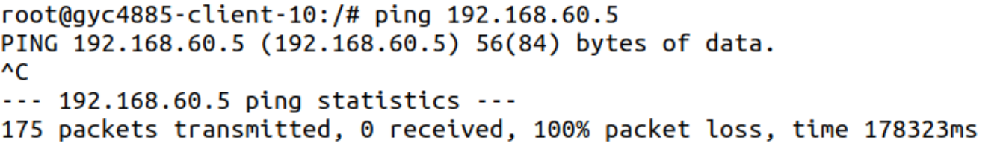 root@gyc4885-client-10:/# ping 192.168.60.5
PING 192.168.60.5 (192.168.60.5) 56(84) bytes of data.
^C
--- 192.168.60.5 ping statistics ---
175 packets transmitted, 0 received, 100% packet loss, time 178323ms